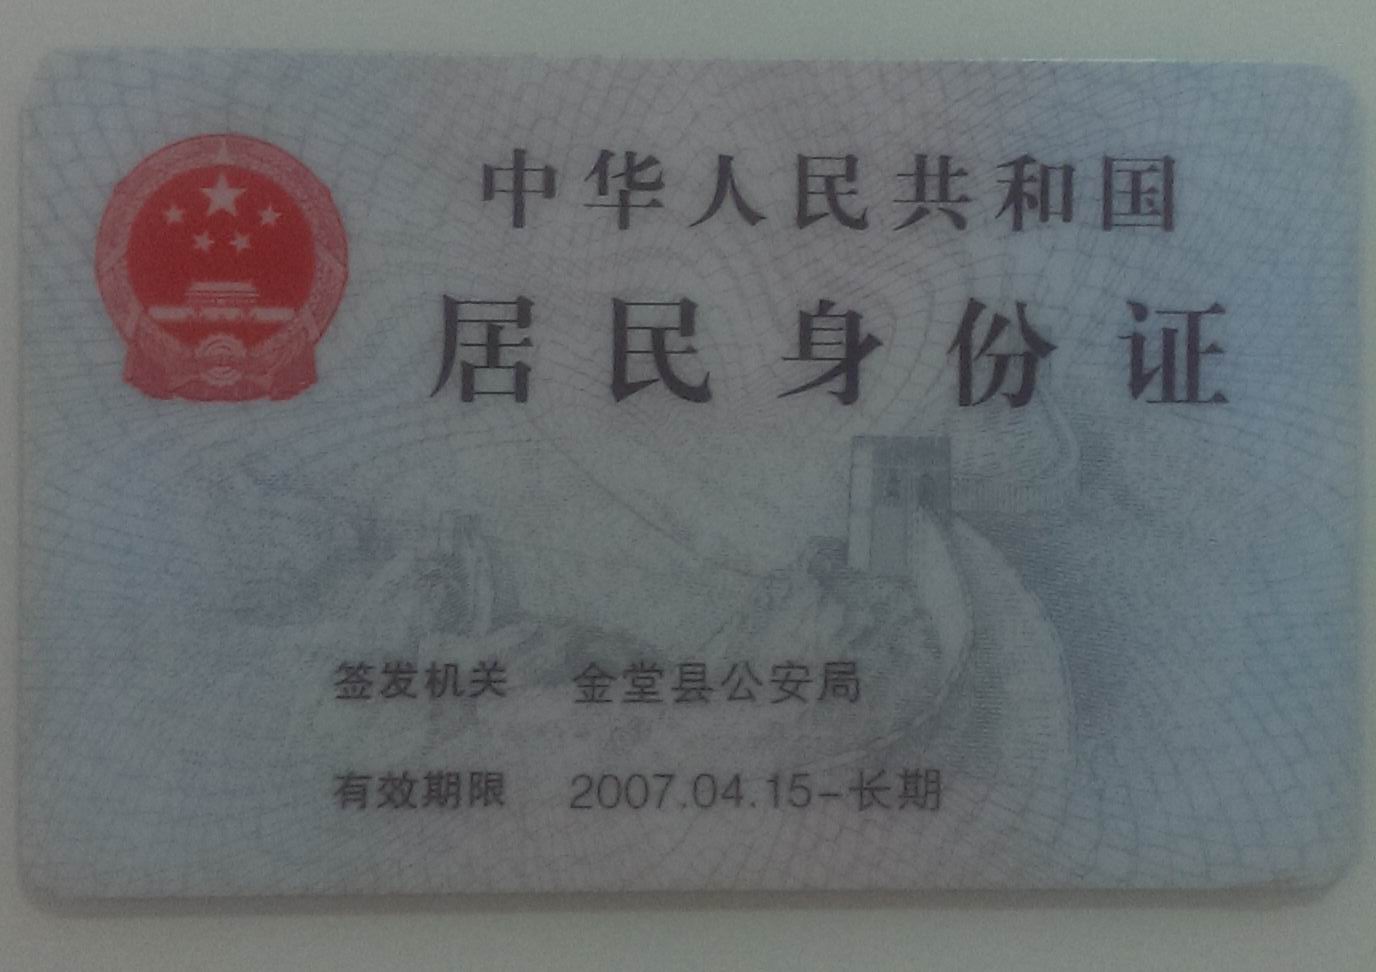 中华人民共和国
居民身份证
签发机关 金堂县公安局
有效期限 2007.04.15-长期